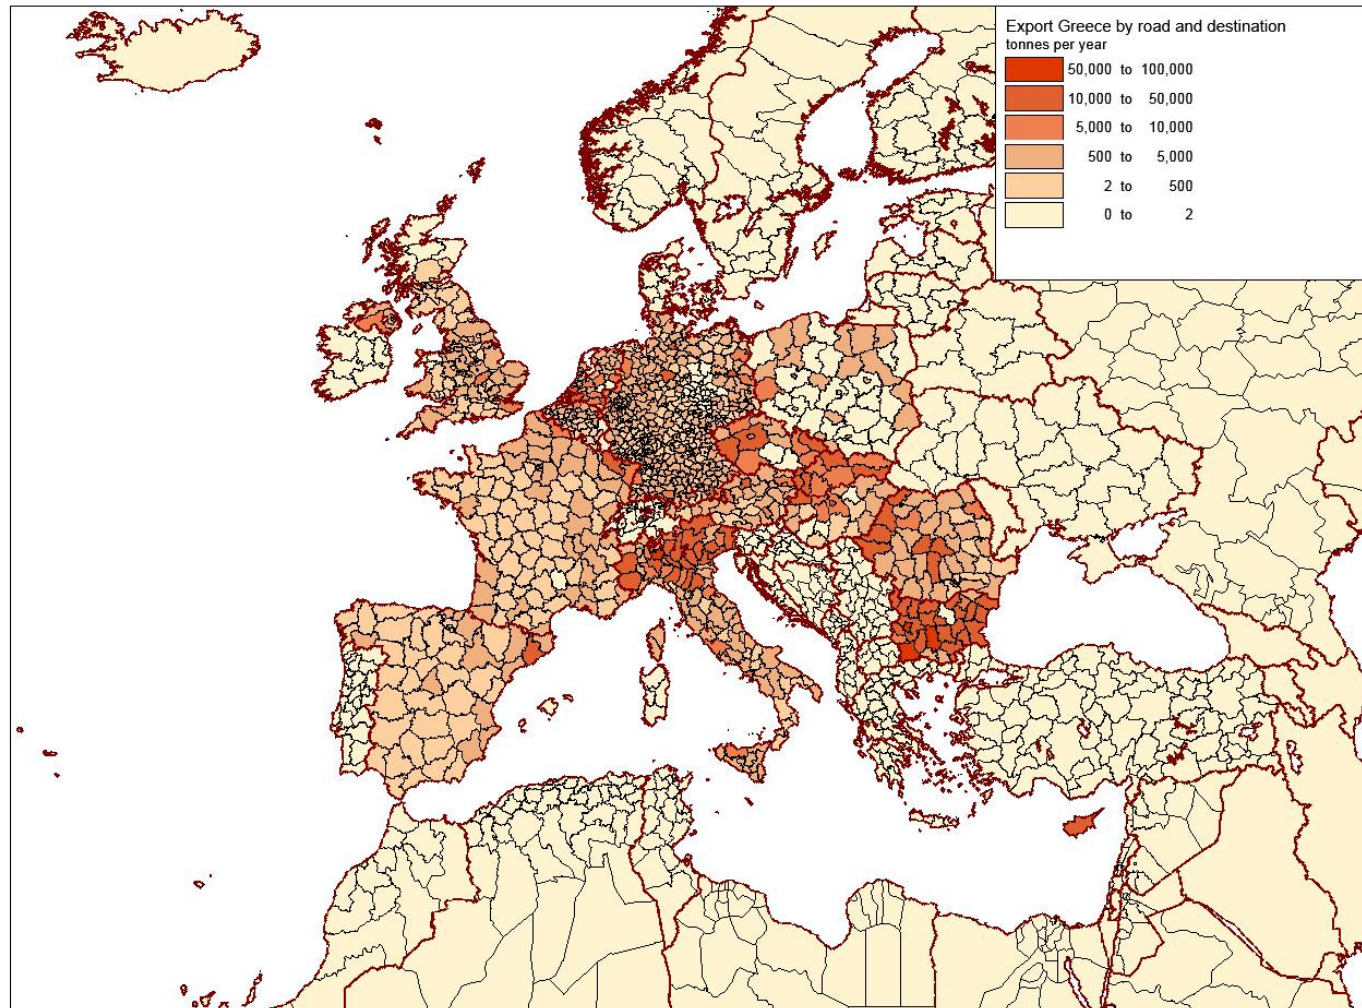 Export Greece by road and destination
tonnes per year
50,000 to 100,000
10,000 to 50,000
5,000 to 10,000
500 to 5,000
2 to 500
0 to 2